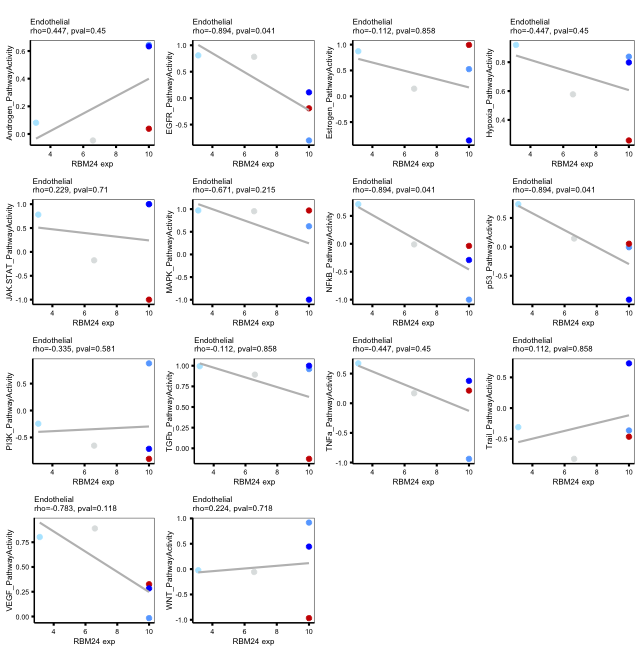 Endothelial
rho=0.447, pval=0.45
Androgen_PathwayActivity
0.6
0.4
0.2
0.0
4
6
8
10
RBM24 exp
Endothelial
rho=-0.894, pval=0.041
EGFR_PathwayActivity
1.0
0.5
0.0
-0.5
4
6
8
10
RBM24 exp
Endothelial
rho=-0.112, pval=0.858
Estrogen_PathwayActivity
1.0
0.5
0.0
-0.5
4
6
8
10
RBM24 exp
Endothelial
rho=-0.447, pval=0.45
Hypoxia_PathwayActivity
0.8
0.6
0.4
4
6
8
10
RBM24 exp
Endothelial
rho=0.229, pval=0.71
JAK.STAT_PathwayActivity
1.0
0.5
0.0
-0.5
-1.0
4
6
8
10
RBM24 exp
Endothelial
rho=-0.671, pval=0.215
MAPK_PathwayActivity
1.0
0.5
0.0
-0.5
-1.0
4
6
8
10
RBM24 exp
Endothelial
rho=-0.894, pval=0.041
NFkB_PathwayActivity
0.5
0.0
-0.5
-1.0
4
6
8
10
RBM24 exp
Endothelial
rho=-0.894, pval=0.041
p53_PathwayActivity
0.5
0.0
-0.5
4
6
8
10
RBM24 exp
Endothelial
rho=-0.335, pval=0.581
PI3K_PathwayActivity
0.5
0.0
-0.5
4
6
8
10
RBM24 exp
Endothelial
rho=-0.112, pval=0.858
TGFb_PathwayActivity
1.00
0.75
0.50
0.25
0.00
4
6
8
10
RBM24 exp
Endothelial
rho=-0.447, pval=0.45
TNFa_PathwayActivity
0.5
0.0
-0.5
-1.0
4
6
8
10
RBM24 exp
Endothelial
rho=0.112, pval=0.858
Trail_PathwayActivity
0.5
0.0
-0.5
4
6
8
10
RBM24 exp
Endothelial
rho=-0.783, pval=0.118
VEGF_PathwayActivity
0.75
0.50
0.25
0.00
4
6
8
10
RBM24 exp
Endothelial
rho=0.224, pval=0.718
WNT_PathwayActivity
1.0
0.5
0.0
-0.5
-1.0
4
6
8
10
RBM24 exp